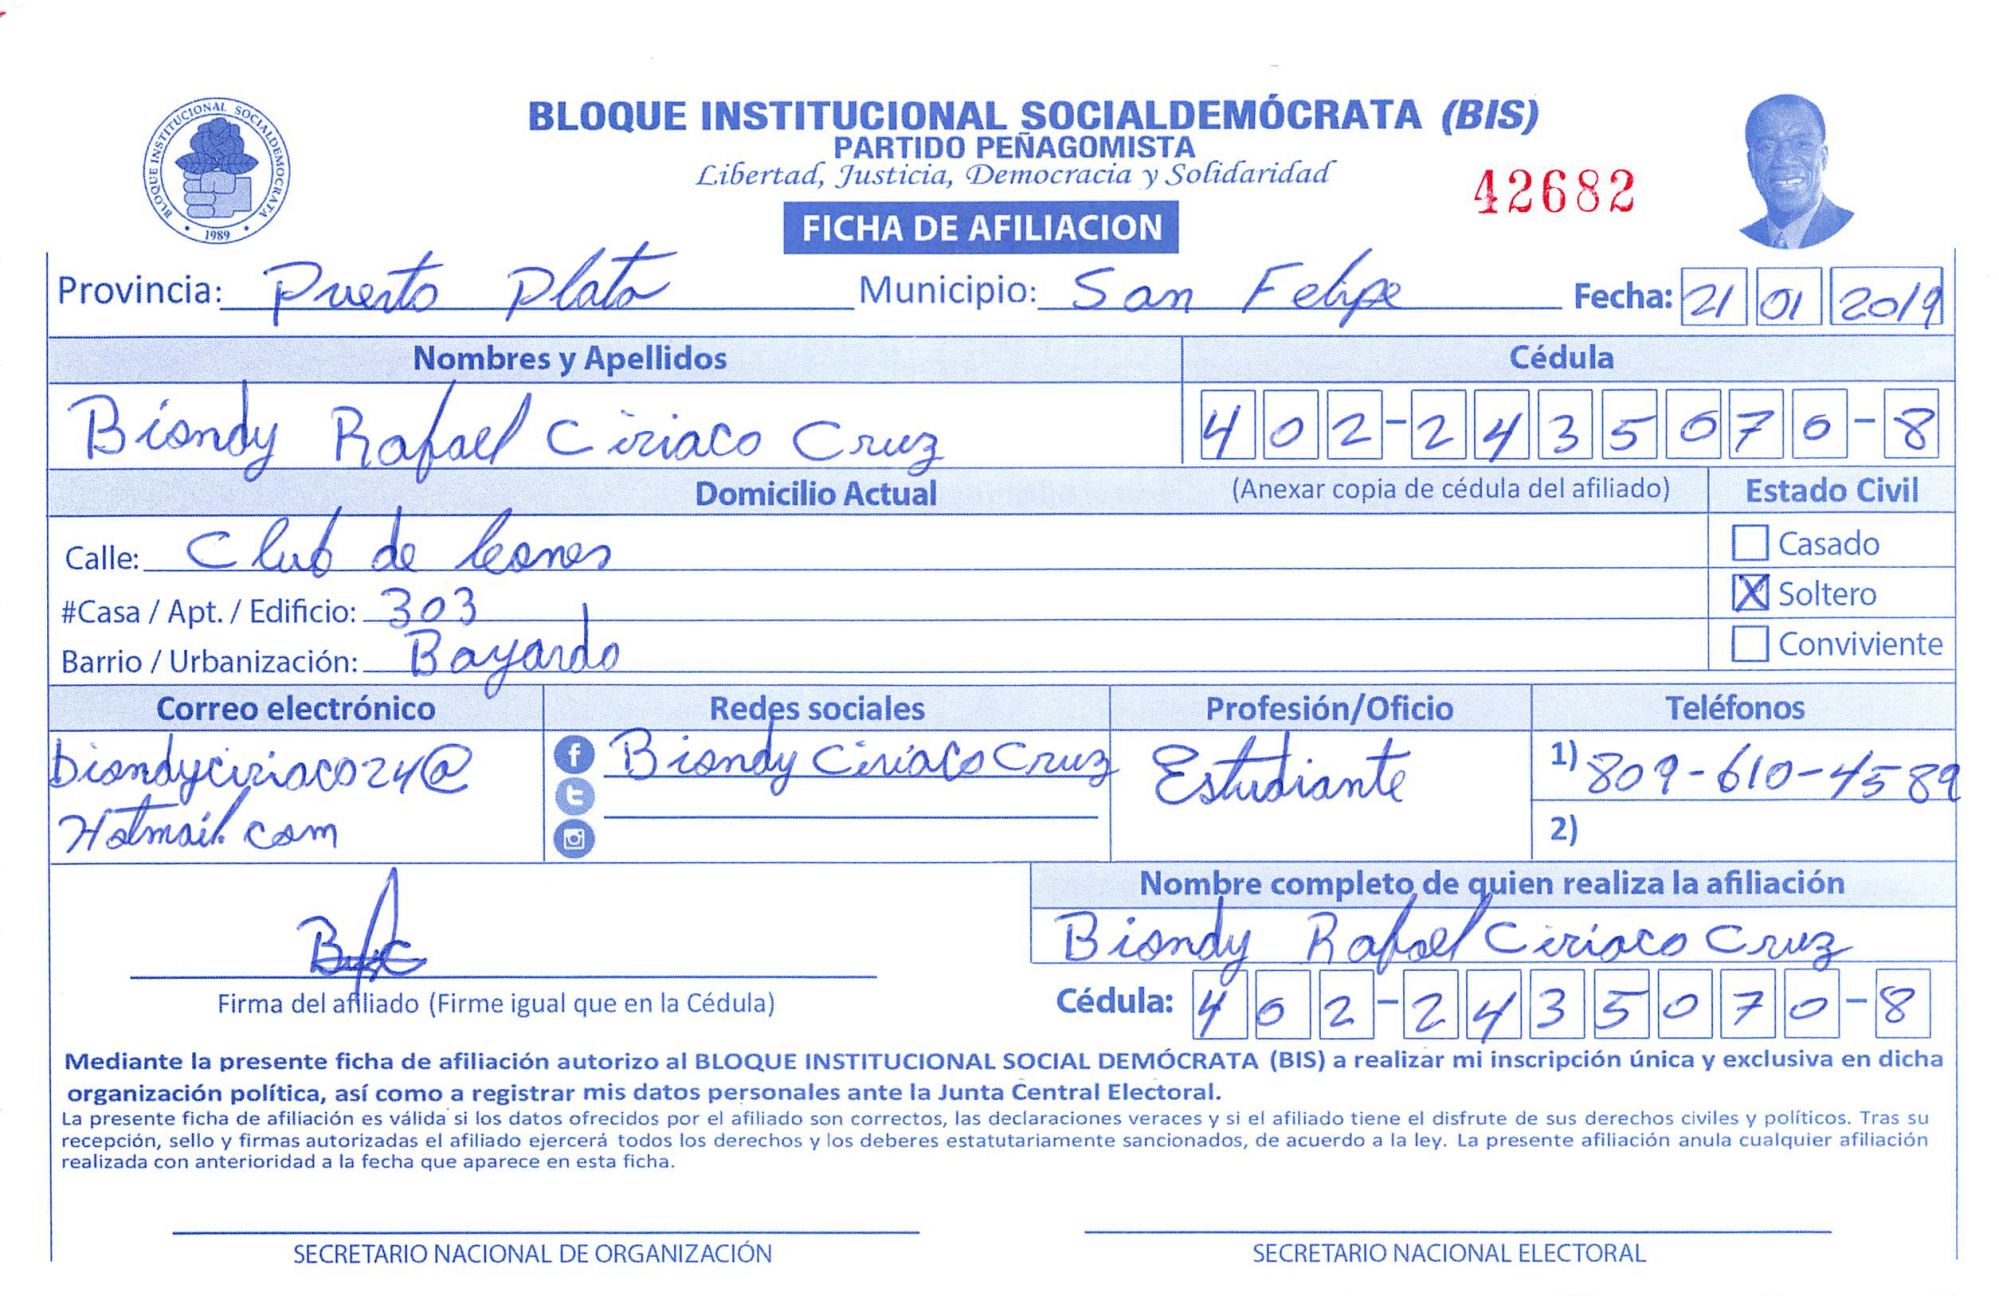 BLOQUE INSTITUCIONAL SOCIALDEMOCRATA
1989
BLOQUE INSTITUCIONAL SOCIALDEMÓCRATA (BIS)
PARTIDO PEÑAGOMISTA
Libertad, Justicia, Democracia y Solidaridad
42682
FICHA DE AFILIACION
Provincia: Puerto Plata Municipio: San Felipe Fecha: 21 01 2019
Nombres y Apellidos Cédula
Biandy Rafael Ciriaco Cruz 402-2435070-8
Domicilio Actual (Anexar copia de cédula del afiliado) Estado Civil
Calle: Club de leones Casado
#Casa / Apt. / Edificio: 303 X Soltero
Barrio / Urbanización: Bayardo Conviviente
Correo electrónico Redes sociales Profesión/Oficio Teléfonos
biandyciriaco24@ Biandy Ciriaco Cruz Estudiante 1) 809-610-4589
Hotmail.com 2)
Nombre completo de quien realiza la afiliación
Biandy Rafael Ciriaco Cruz
Firma del afiliado (Firme igual que en la Cédula) Cédula: 402-2435070-8
Mediante la presente ficha de afiliación autorizo al BLOQUE INSTITUCIONAL SOCIAL DEMÓCRATA (BIS) a realizar mi inscripción única y exclusiva en dicha
organización política, así como a registrar mis datos personales ante la Junta Central Electoral.
La presente ficha de afiliación es válida si los datos ofrecidos por el afiliado son correctos, las declaraciones veraces y si el afiliado tiene el disfrute de sus derechos civiles y políticos. Tras su
recepción, sello y firmas autorizadas el afiliado ejercerá todos los derechos y los deberes estatutariamente sancionados, de acuerdo a la ley. La presente afiliación anula cualquier afiliación
realizada con anterioridad a la fecha que aparece en esta ficha.
SECRETARIO NACIONAL DE ORGANIZACIÓN SECRETARIO NACIONAL ELECTORAL